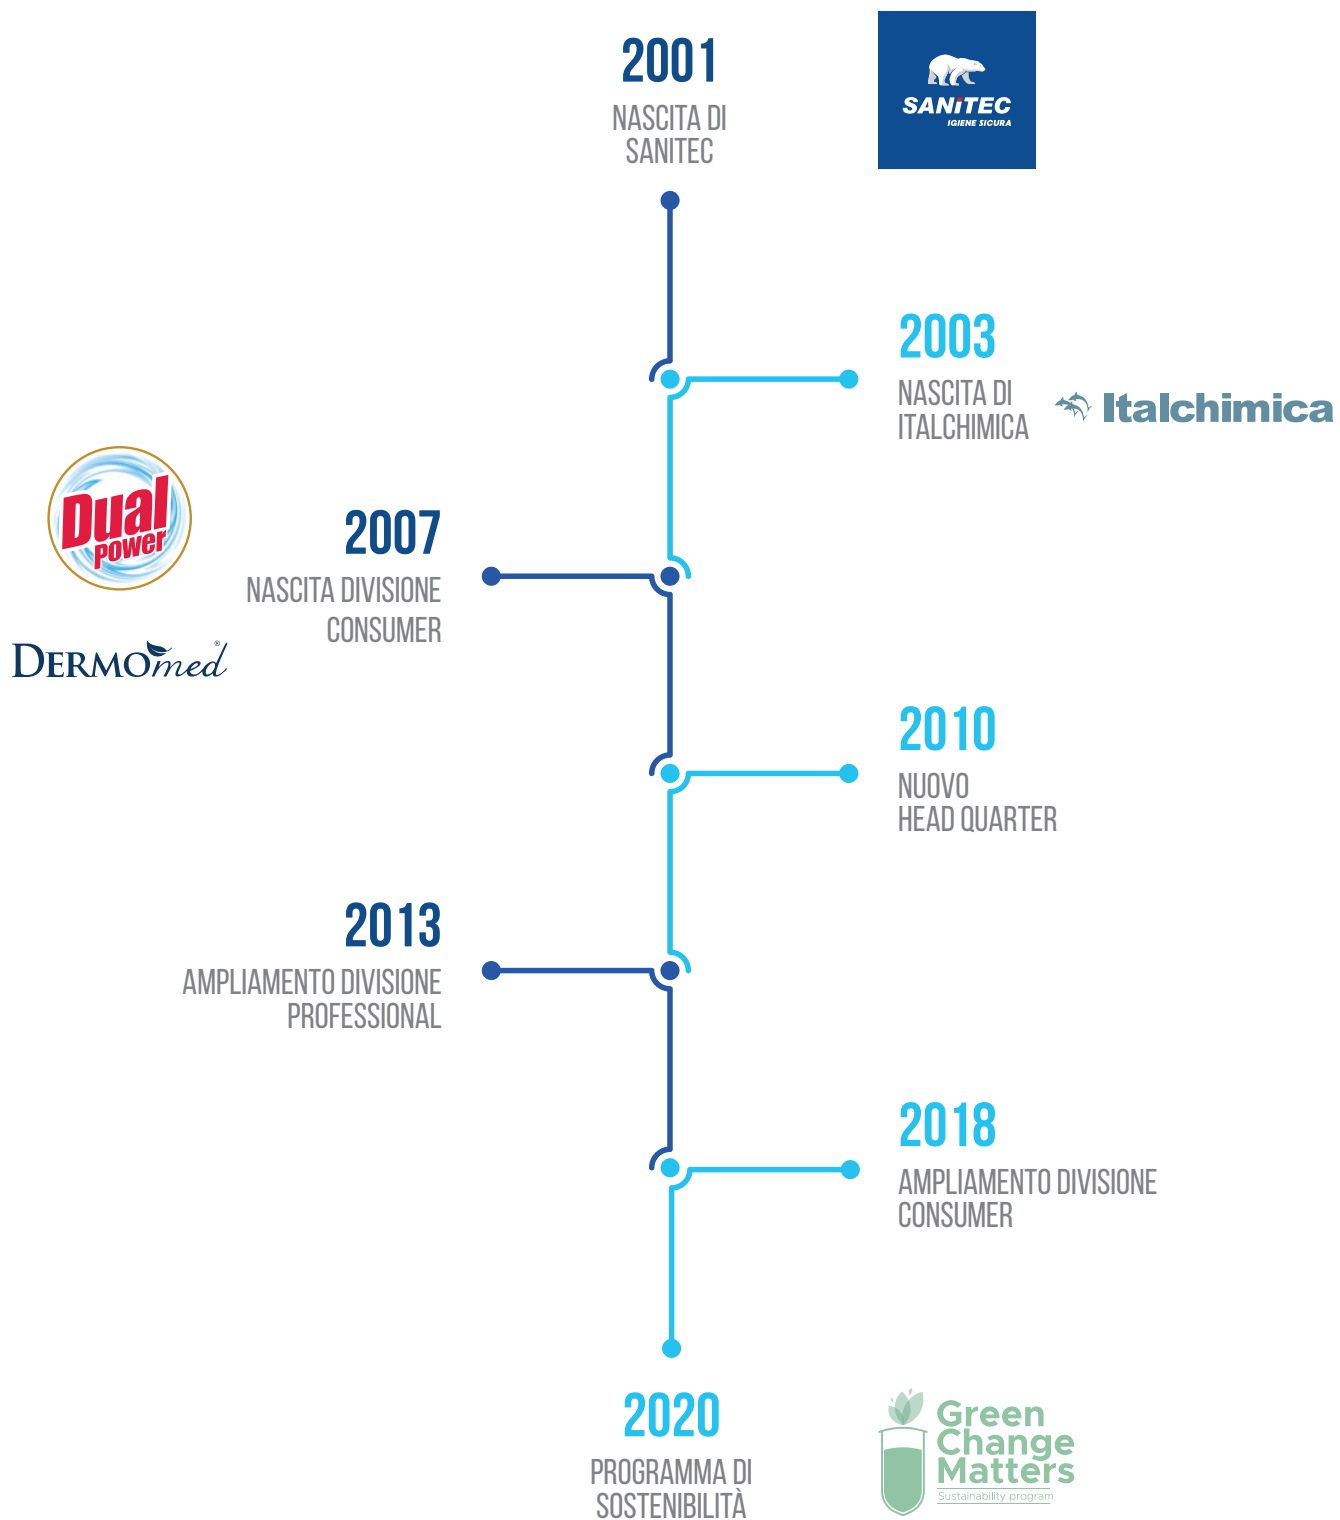 2001
NASCITA DI
SANITEC
SANiTEC
IGIENE SICURA
2003
NASCITA DI
ITALCHIMICA
Italchimica
Dual
Power
2007
NASCITA DIVISIONE
CONSUMER
DERMOmed®
2010
NUOVO
HEAD QUARTER
2013
AMPLIAMENTO DIVISIONE
PROFESSIONAL
2018
AMPLIAMENTO DIVISIONE
CONSUMER
2020
PROGRAMMA DI
SOSTENIBILITÀ
Green
Change
Matters
Sustainability program